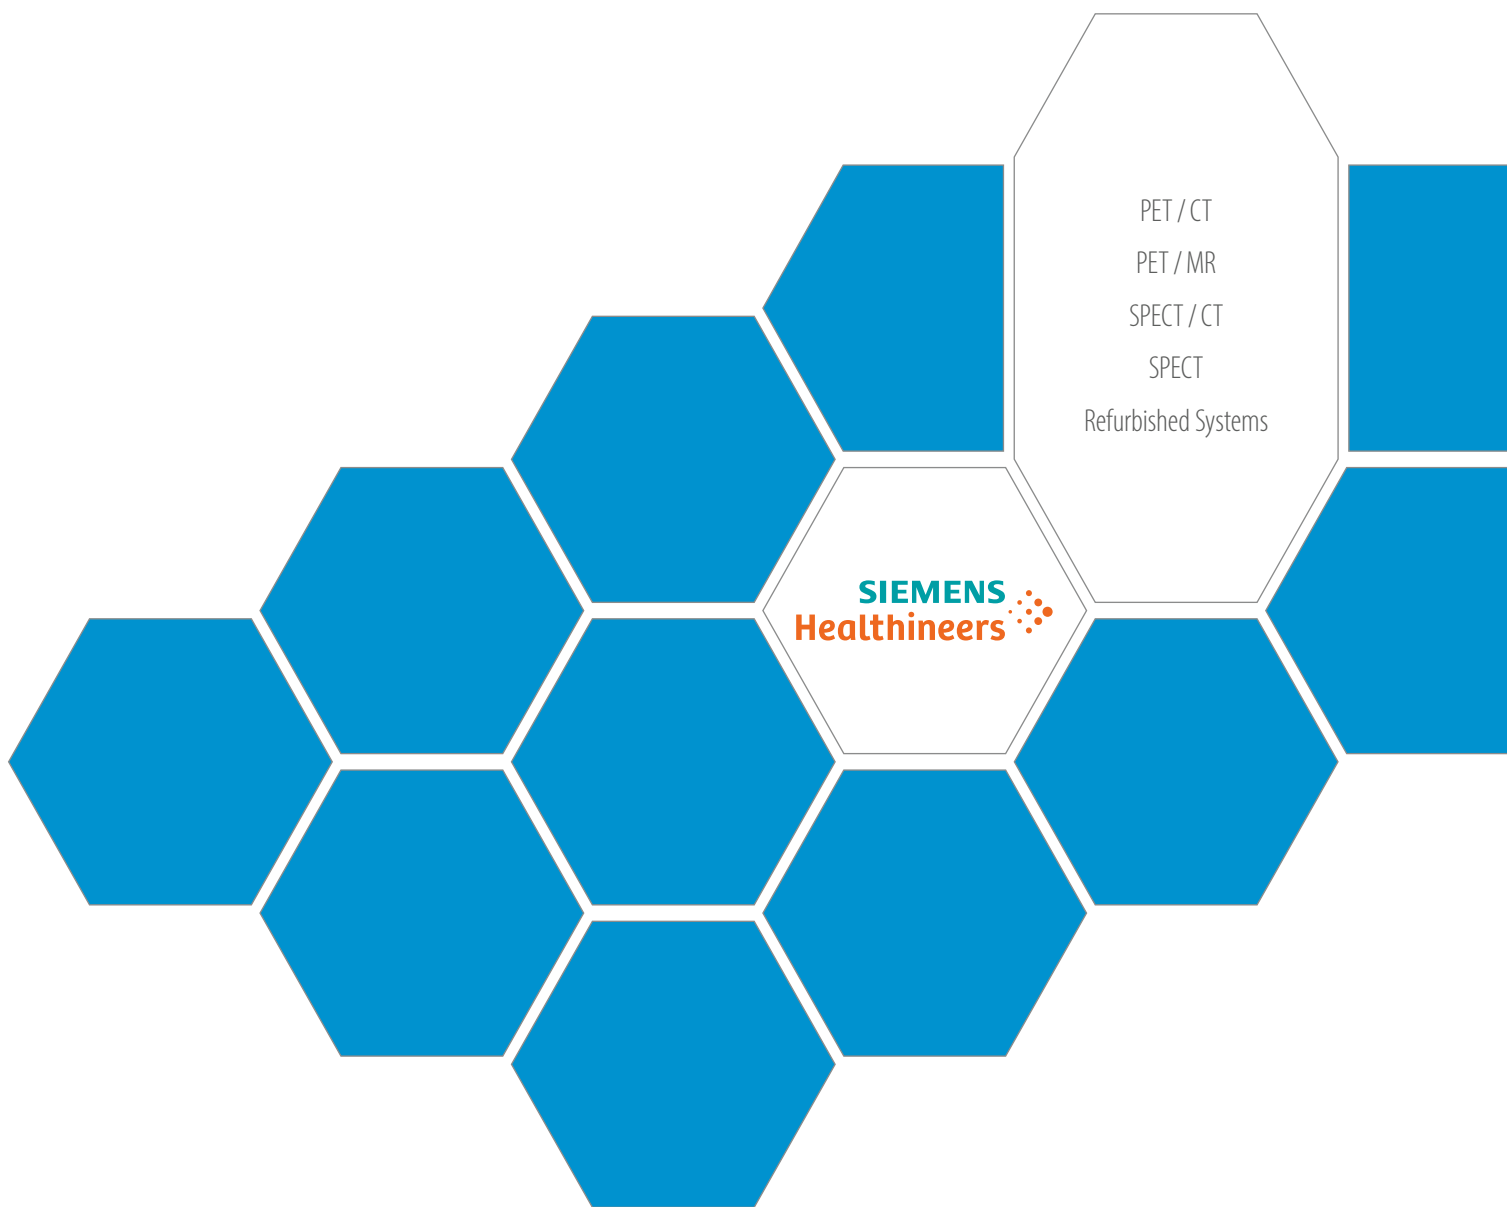 PET / CT
PET / MR
SPECT / CT
SPECT
Refurbished Systems
SIEMENS
Healthineers